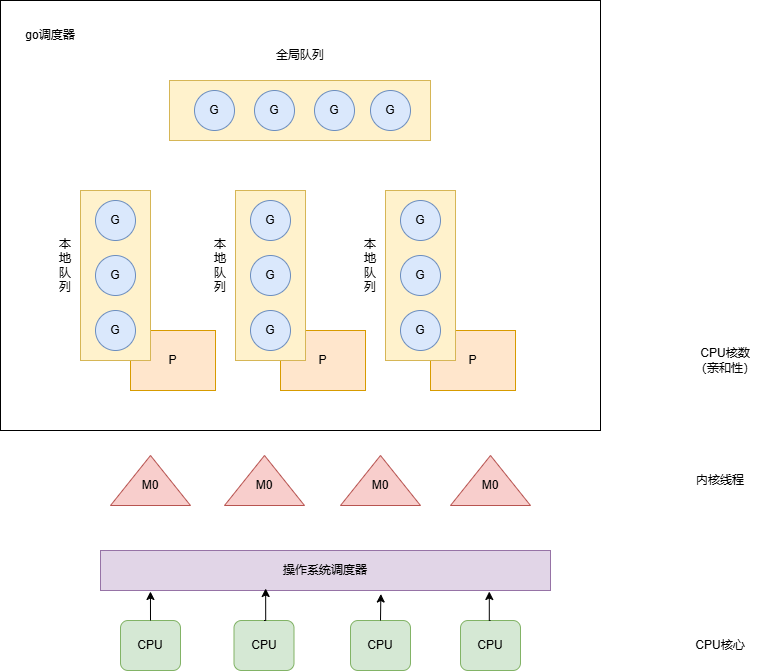 go调度器
全局队列
G G G G
本地队列
G
G
G
P
本地队列
G
G
G
P
本地队列
G
G
G
P
CPU核数
（亲和性）
M0 M0 M0 M0
内核线程
操作系统调度器
CPU CPU CPU CPU
CPU核心